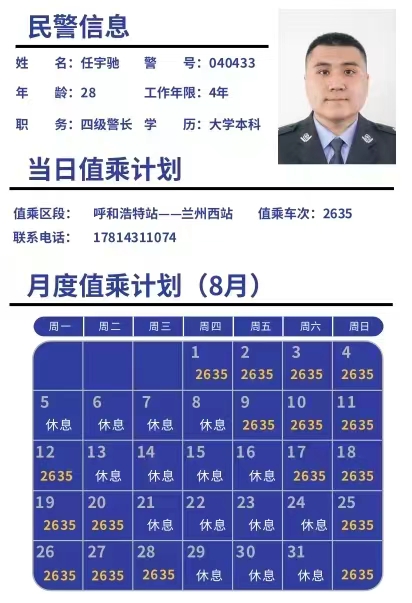 民警信息
姓 名：任宇驰 警 号：040433
年 龄：28 工作年限：4年
职 务：四级警长 学 历：大学本科
当日值乘计划
值乘区段： 呼和浩特站——兰州西站 值乘车次：2635
联系电话： 17814311074
月度值乘计划（8月）
周一 周二 周三 周四 周五 周六 周日
1 2 3 4
2635 2635 2635 2635
5 6 7 8 9 10 11
休息 休息 休息 休息 2635 2635 2635
12 13 14 15 16 17 18
2635 休息 休息 休息 休息 2635 2635
19 20 21 22 23 24 25
2635 2635 休息 休息 休息 休息 2635
26 27 28 29 30 31
2635 2635 2635 休息 休息 休息 2635